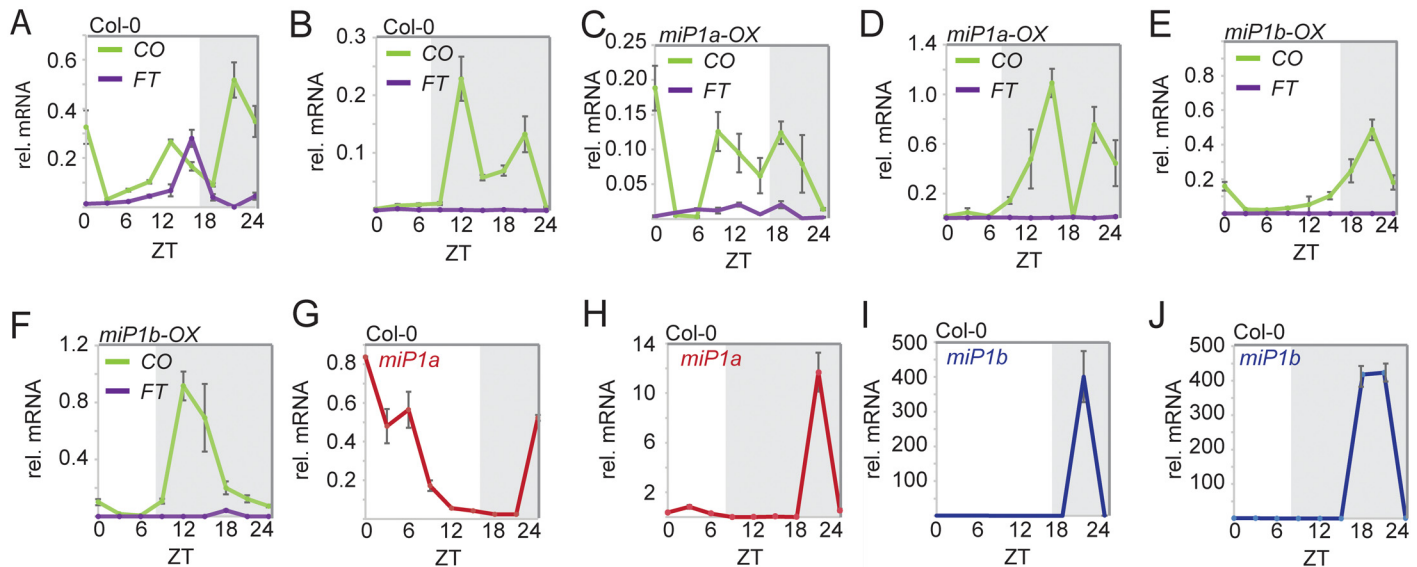 A
Col-0
CO
FT
rel. mRNA
0.6
0.4
0.2
0 6 12 18 24
ZT
B
Col-0
CO
FT
rel. mRNA
0.3
0.2
0.1
0 6 12 18 24
ZT
C
miP1a-OX
CO
FT
rel. mRNA
0.25
0.20
0.15
0.10
0.05
0 6 12 18 24
ZT
D
miP1a-OX
CO
FT
rel. mRNA
1.4
1.0
0.6
0.2
0 6 12 18 24
ZT
E
miP1b-OX
CO
FT
rel. mRNA
1.0
0.8
0.6
0.4
0.2
0 6 12 18 24
ZT
F
miP1b-OX
CO
FT
rel. mRNA
1.2
0.8
0.4
0 6 12 18 24
ZT
G
Col-0
miP1a
rel. mRNA
0.8
0.6
0.4
0.2
0 6 12 18 24
ZT
H
Col-0
miP1a
rel. mRNA
14
12
10
6
2
0 6 12 18 24
ZT
I
Col-0
miP1b
rel. mRNA
500
400
300
200
100
0 6 12 18 24
ZT
J
Col-0
miP1b
rel. mRNA
500
400
300
200
100
0 6 12 18 24
ZT